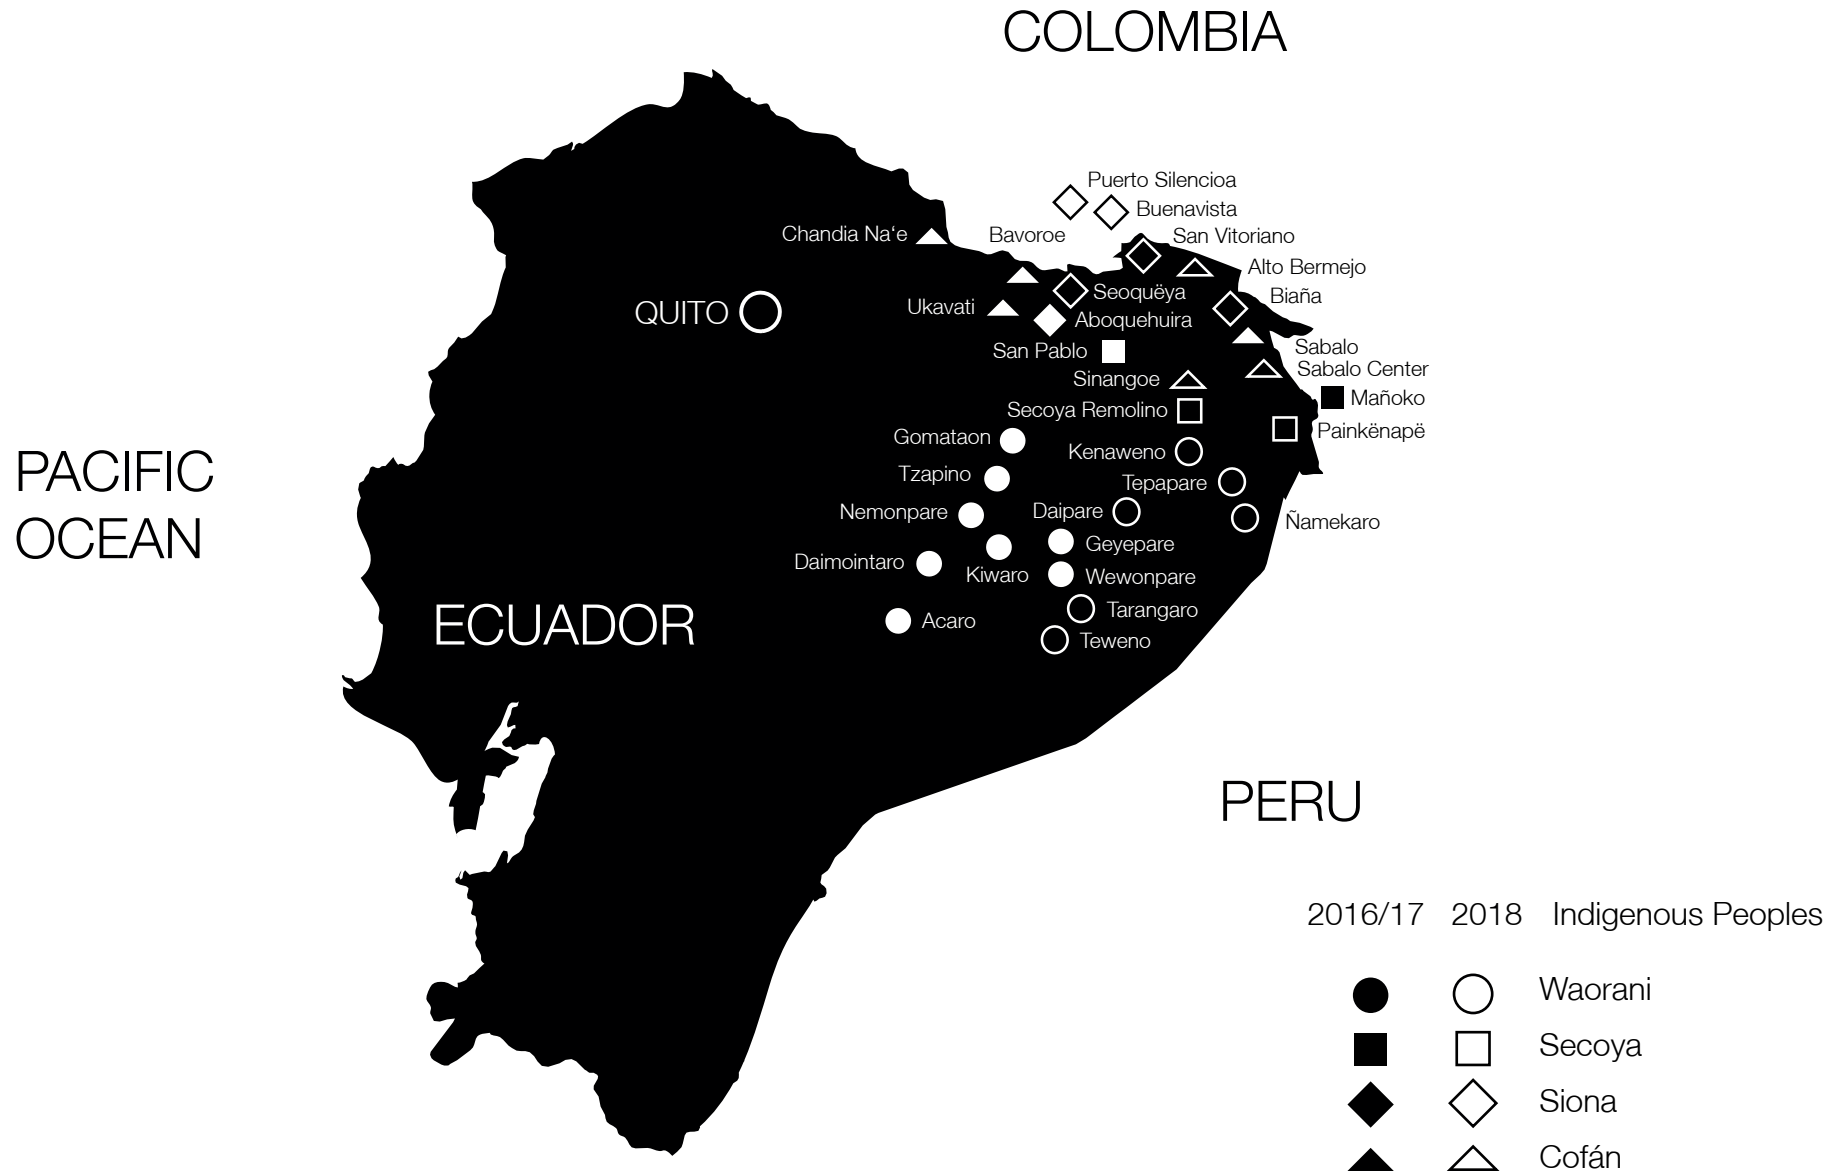 COLOMBIA
Puerto Silencioa
Buenavista
Chandia Na‘e
Bavoroe
San Vitoriano
Alto Bermejo
Seoquëya
Biaña
Ukavati
QUITO
Aboquehuira
San Pablo
Sabalo
Sabalo Center
Sinangoe
Mañoko
Secoya Remolino
Painkënapë
Gomataon
Kenaweno
PACIFIC
OCEAN
Tzapino
Tepapare
Nemonpare
Daipare
Ñamekaro
Geyepare
Daimointaro
Kiwaro
Wewonpare
Tarangaro
Acaro
ECUADOR
Teweno
PERU
2016/17 2018 Indigenous Peoples
Waorani
Secoya
Siona
Cofán